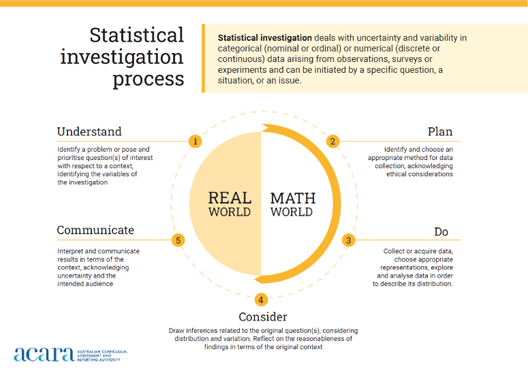 Statistical
investigation
process
Statistical investigation deals with uncertainty and variability in
categorical (nominal or ordinal) or numerical (discrete or
continuous) data arising from observations, surveys or
experiments and can be initiated by a specific question, a
situation, or an issue.
Understand
1
Identify a problem or pose and
prioritise question(s) of interest
with respect to a context,
identifying the variables of
the investigation
2
Plan
Identify and choose an
appropriate method for data
collection, acknowledging
ethical considerations
REAL
WORLD
MATH
WORLD
Communicate
5
Interpret and communicate
results in terms of the
context, acknowledging
uncertainty and the
intended audience
3
Do
Collect or acquire data,
choose appropriate
representations, explore
and analyse data in order
to describe its distribution.
4
Consider
Draw inferences related to the original question(s), considering
distribution and variation. Reflect on the reasonableness of
findings in terms of the original context
acara
AUSTRALIAN CURRICULUM,
ASSESSMENT AND
REPORTING AUTHORITY